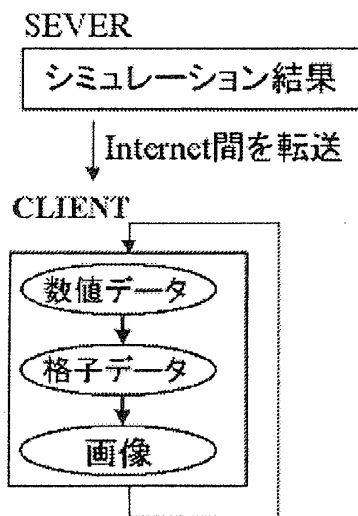 SEVER
シミュレーション結果
Internet間を転送
CLIENT
数値データ
格子データ
画像